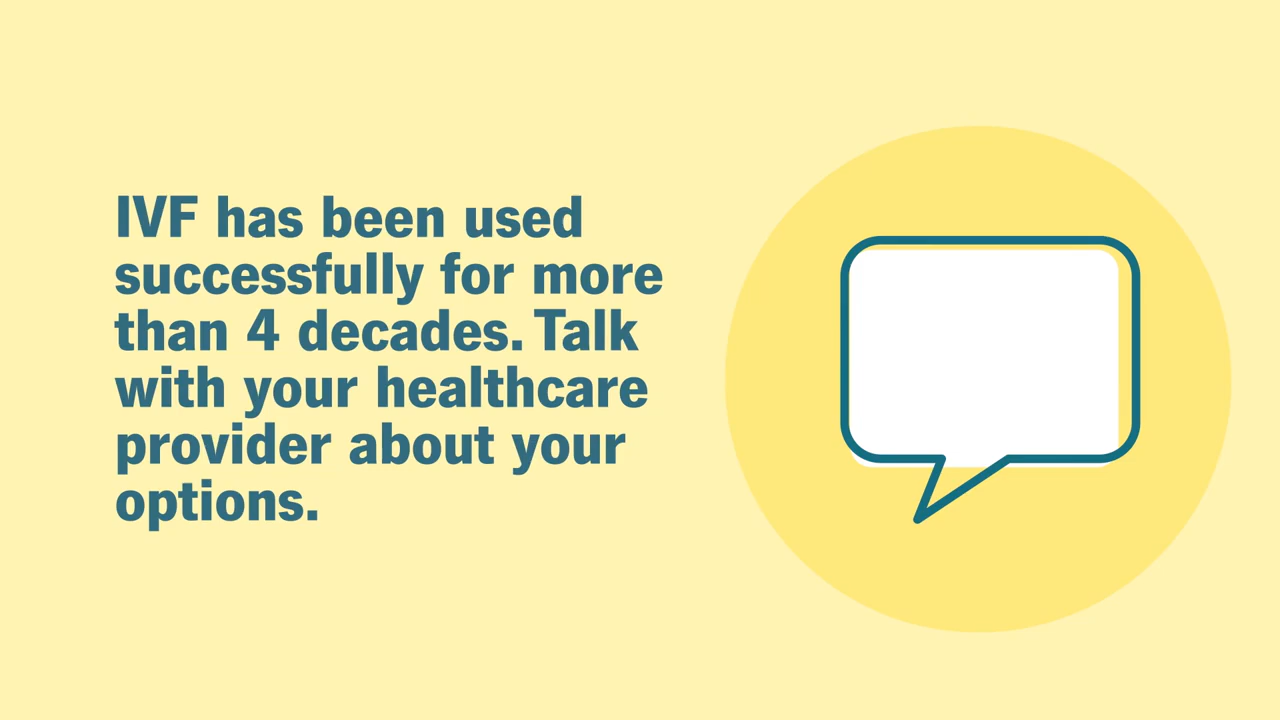 IVF has been used
successfully for more
than 4 decades. Talk
with your healthcare
provider about your
options.